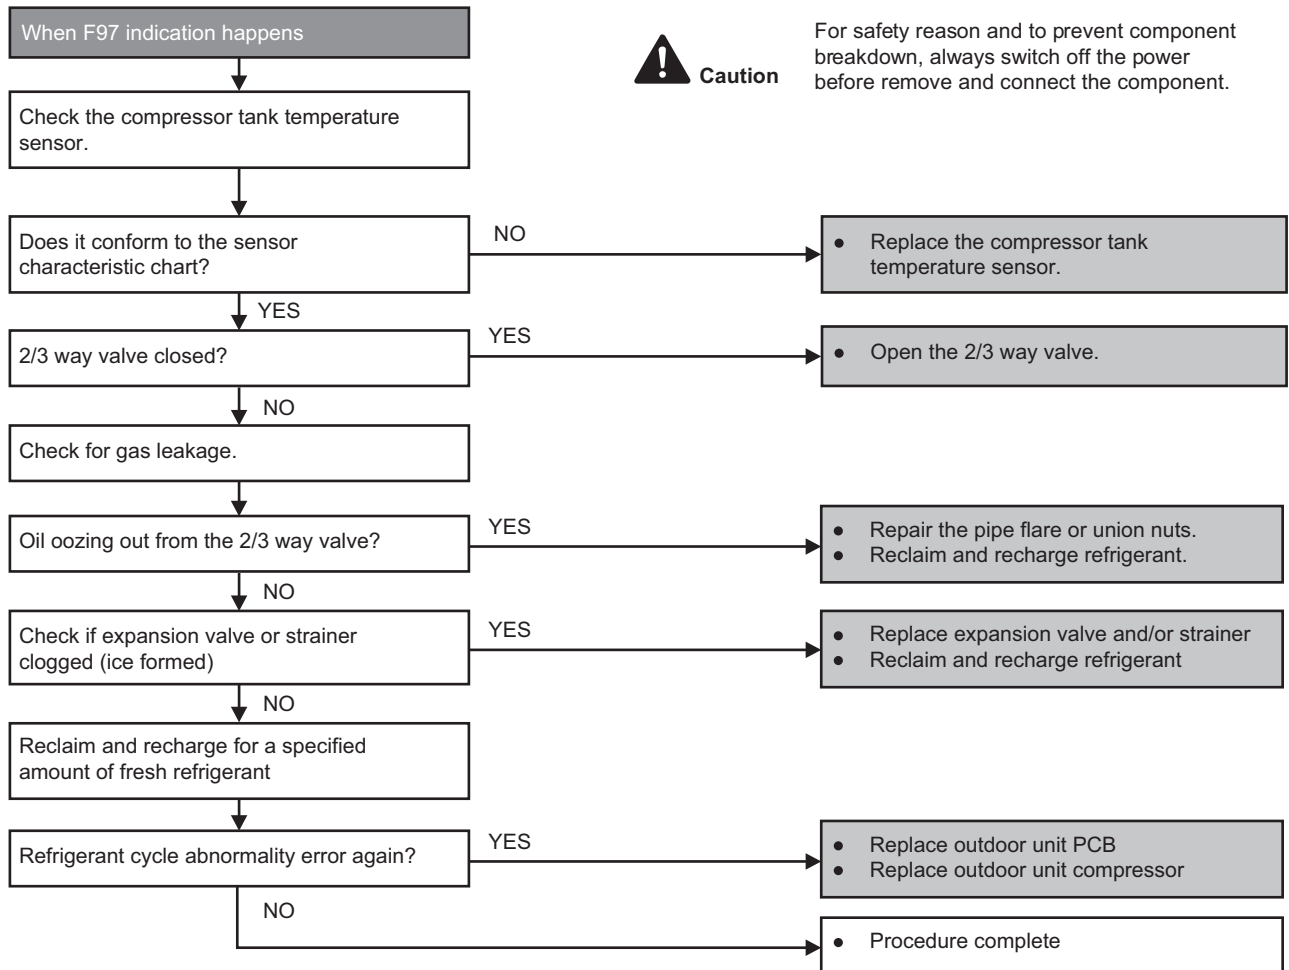 When F97 indication happens
Caution
For safety reason and to prevent component
breakdown, always switch off the power
before remove and connect the component.
Check the compressor tank temperature
sensor.
Does it conform to the sensor
characteristic chart?
NO
● Replace the compressor tank
temperature sensor.
YES
2/3 way valve closed?
YES
● Open the 2/3 way valve.
NO
Check for gas leakage.
Oil oozing out from the 2/3 way valve?
YES
● Repair the pipe flare or union nuts.
● Reclaim and recharge refrigerant.
NO
Check if expansion valve or strainer
clogged (ice formed)
YES
● Replace expansion valve and/or strainer
● Reclaim and recharge refrigerant
NO
Reclaim and recharge for a specified
amount of fresh refrigerant
Refrigerant cycle abnormality error again?
YES
● Replace outdoor unit PCB
● Replace outdoor unit compressor
NO
● Procedure complete